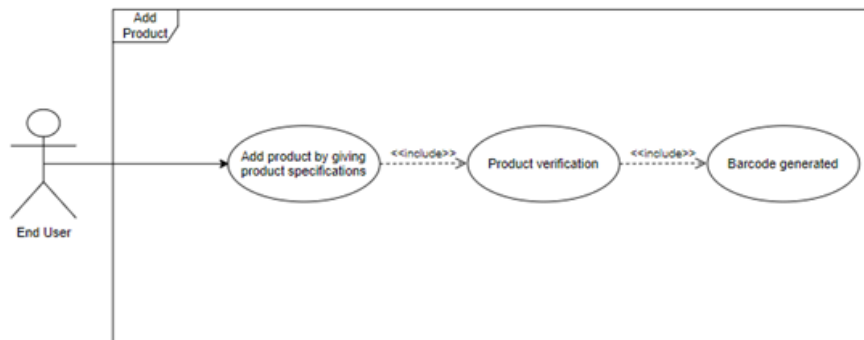 Add
Product
Add product by giving
product specifications
<<include>>
Product verification
<<include>>
Barcode generated
End User